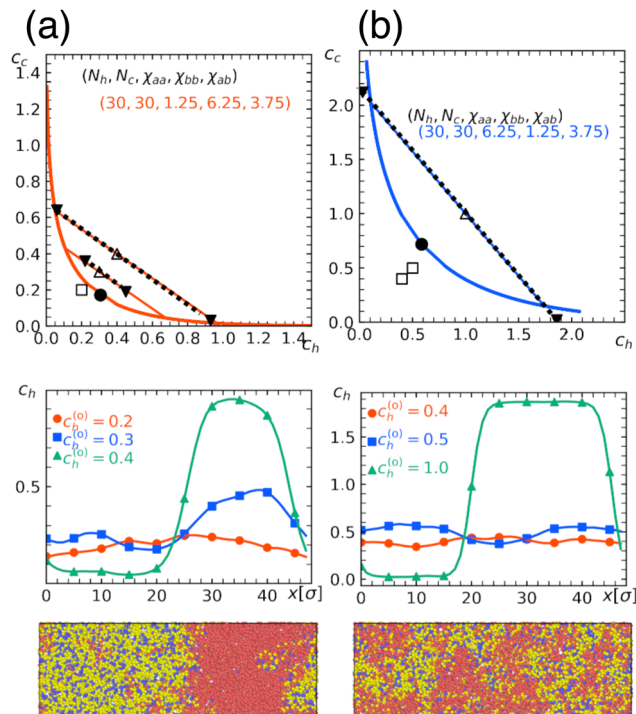 (a)
(b)
c_c
(N_h, N_c, χ_aa, χ_bb, χ_ab)
(30, 30, 1.25, 6.25, 3.75)
1.4
1.2
1.0
0.8
0.6
0.4
0.2
0.0
0.0 0.2 0.4 0.6 0.8 1.0 1.2 1.4
c_h
c_c
(N_h, N_c, χ_aa, χ_bb, χ_ab)
(30, 30, 6.25, 1.25, 3.75)
2.0
1.5
1.0
0.5
0.0
0.0 0.5 1.0 1.5 2.0
c_h
c_h
c_h^(o) = 0.2
c_h^(o) = 0.3
c_h^(o) = 0.4
0.5
0 10 20 30 40 x[σ]
c_h
c_h^(o) = 0.4
c_h^(o) = 0.5
c_h^(o) = 1.0
1.5
1.0
0.5
0.0
0 10 20 30 40 x[σ]